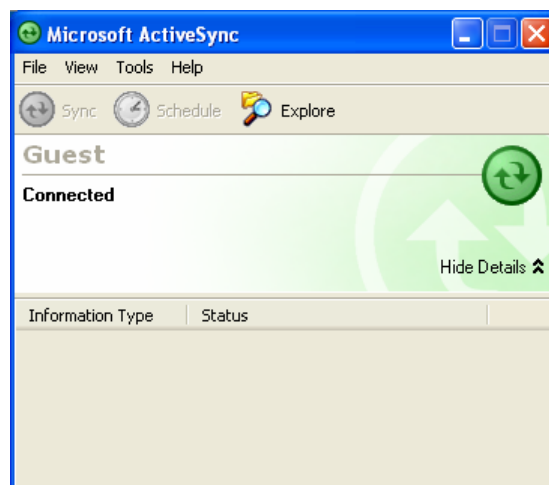 Microsoft ActiveSync
File View Tools Help
Sync Schedule Explore
Guest
Connected
Hide Details
Information Type Status